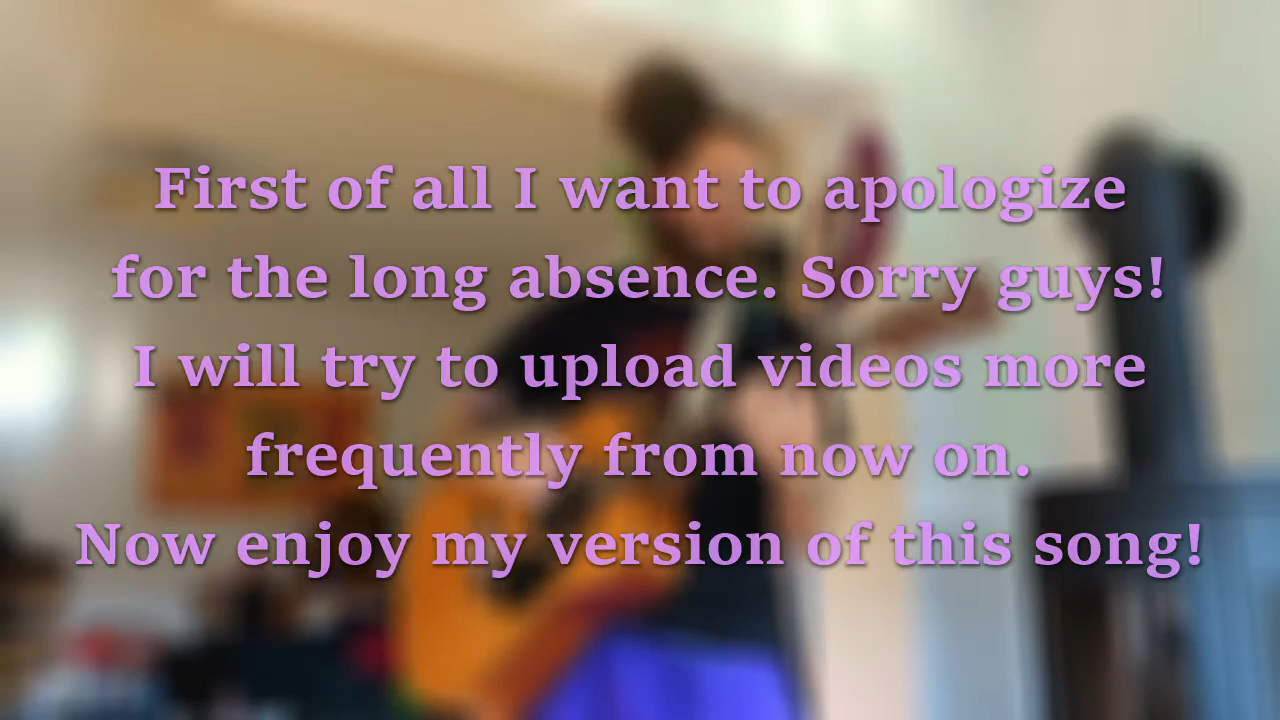 First of all I want to apologize
for the long absence. Sorry guys!
I will try to upload videos more
frequently from now on.
Now enjoy my version of this song!